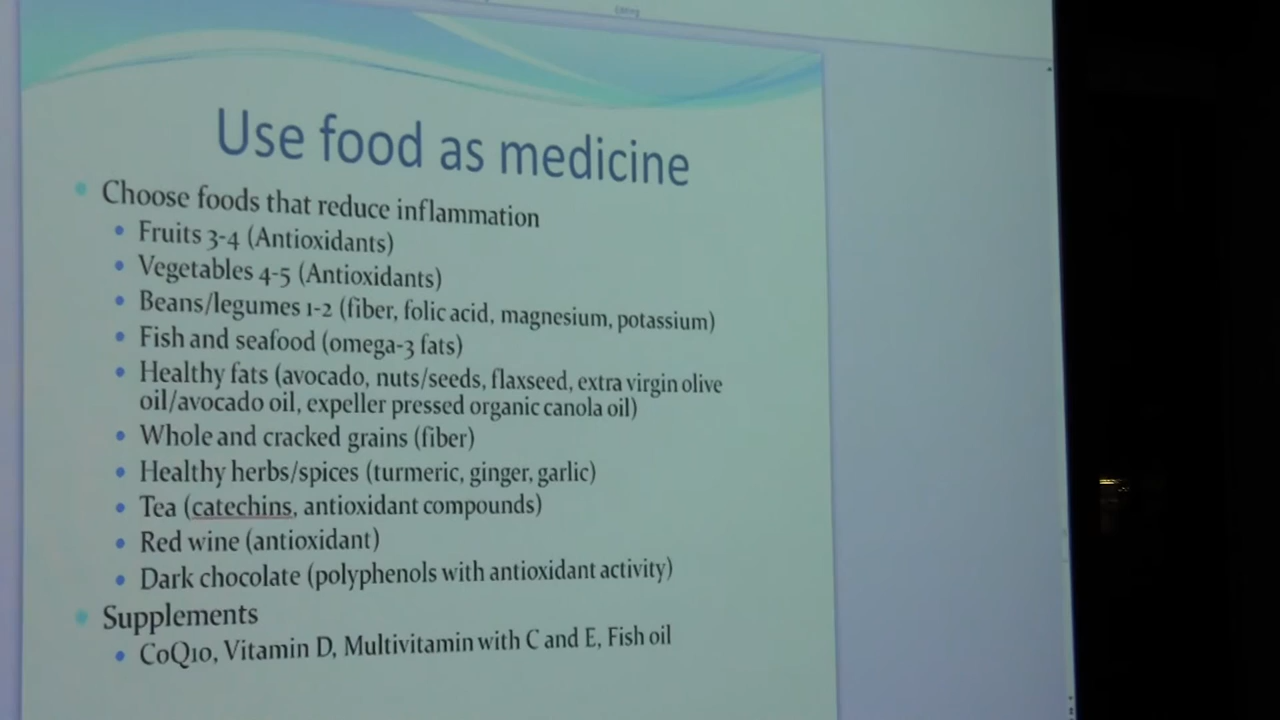 Editing
Use food as medicine
Choose foods that reduce inflammation
Fruits 3-4 (Antioxidants)
Vegetables 4-5 (Antioxidants)
Beans/legumes 1-2 (fiber, folic acid, magnesium, potassium)
Fish and seafood (omega-3 fats)
Healthy fats (avocado, nuts/seeds, flaxseed, extra virgin olive
oil/avocado oil, expeller pressed organic canola oil)
Whole and cracked grains (fiber)
Healthy herbs/spices (turmeric, ginger, garlic)
Tea (catechins, antioxidant compounds)
Red wine (antioxidant)
Dark chocolate (polyphenols with antioxidant activity)
Supplements
CoQ10, Vitamin D, Multivitamin with C and E, Fish oil